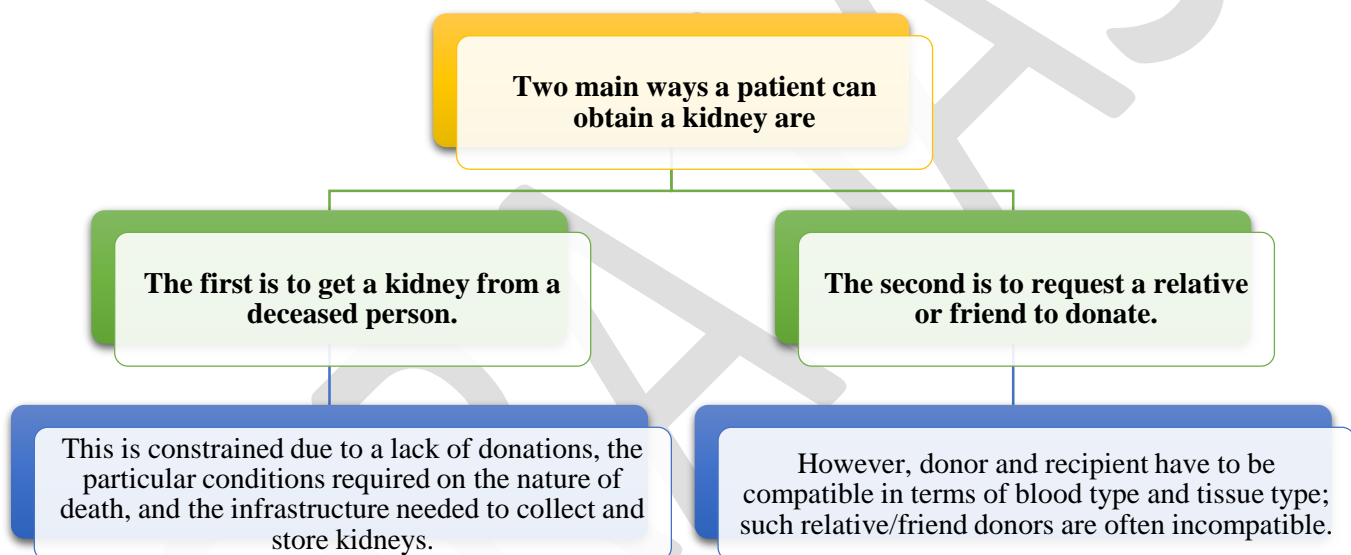 Two main ways a patient can
obtain a kidney are
The first is to get a kidney from a
deceased person.
The second is to request a relative
or friend to donate.
This is constrained due to a lack of donations, the
particular conditions required on the nature of
death, and the infrastructure needed to collect and
store kidneys.
However, donor and recipient have to be
compatible in terms of blood type and tissue type;
such relative/friend donors are often incompatible.